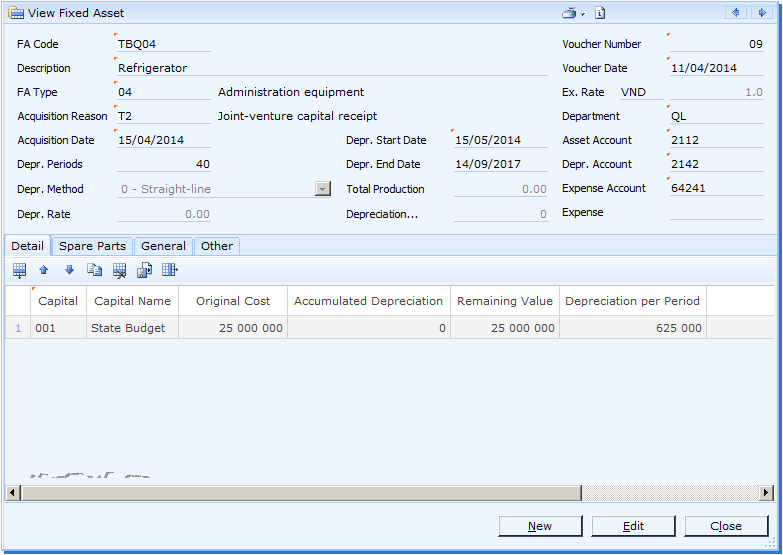 View Fixed Asset
FA Code TBQ04 Voucher Number 09
Description Refrigerator Voucher Date 11/04/2014
FA Type 04 Administration equipment Ex. Rate VND 1.0
Acquisition Reason T2 Joint-venture capital receipt Department QL
Acquisition Date 15/04/2014 Depr. Start Date 15/05/2014 Asset Account 2112
Depr. Periods 40 Depr. End Date 14/09/2017 Depr. Account 2142
Depr. Method 0 - Straight-line Total Production 0.00 Expense Account 64241
Depr. Rate 0.00 Depreciation... 0 Expense
Detail Spare Parts General Other
Capital Capital Name Original Cost Accumulated Depreciation Remaining Value Depreciation per Period
1 001 State Budget 25 000 000 0 25 000 000 625 000
New Edit Close